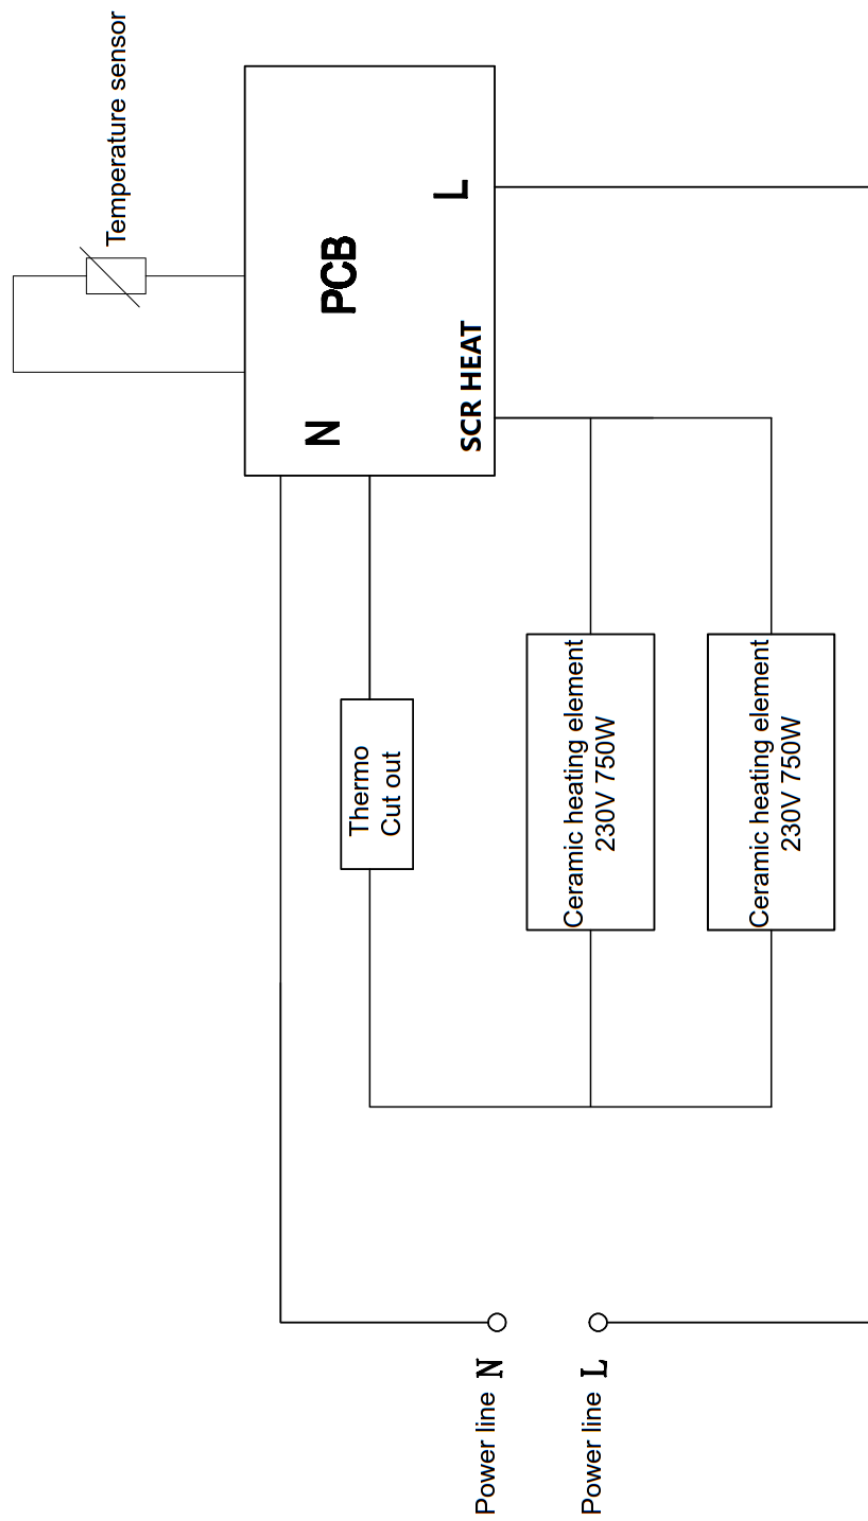 Temperature sensor
PCB
N
L
SCR HEAT
Thermo
Cut out
Ceramic heating element
230V 750W
Ceramic heating element
230V 750W
Power line N
Power line L